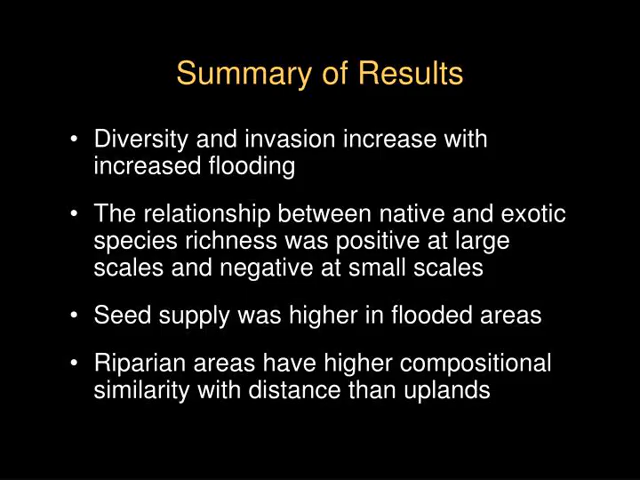 Summary of Results
• Diversity and invasion increase with
increased flooding
• The relationship between native and exotic
species richness was positive at large
scales and negative at small scales
• Seed supply was higher in flooded areas
• Riparian areas have higher compositional
similarity with distance than uplands